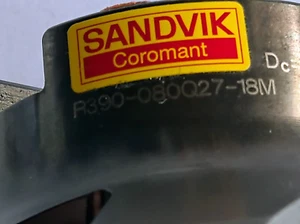 SANDVIK
Coromant
R390-080Q27-18M Dc=